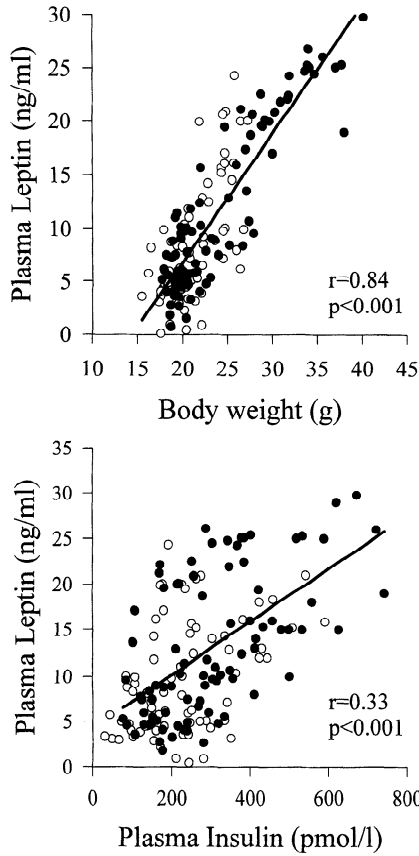 30
25
20
15
10
5
0
Plasma Leptin (ng/ml)
r=0.84
p<0.001
10 15 20 25 30 35 40 45
Body weight (g)
35
30
25
20
15
10
5
0
Plasma Leptin (ng/ml)
r=0.33
p<0.001
0 200 400 600 800
Plasma Insulin (pmol/l)